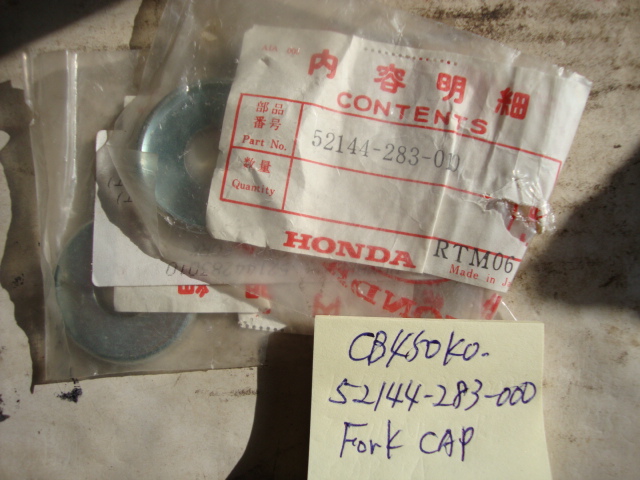 内容明細
CONTENTS
部品
番号
Part No.
52144-283-010
数量
Quantity
HONDA
RTM06
Made in J
CB450K0-
52144-283-000
Fork CAP